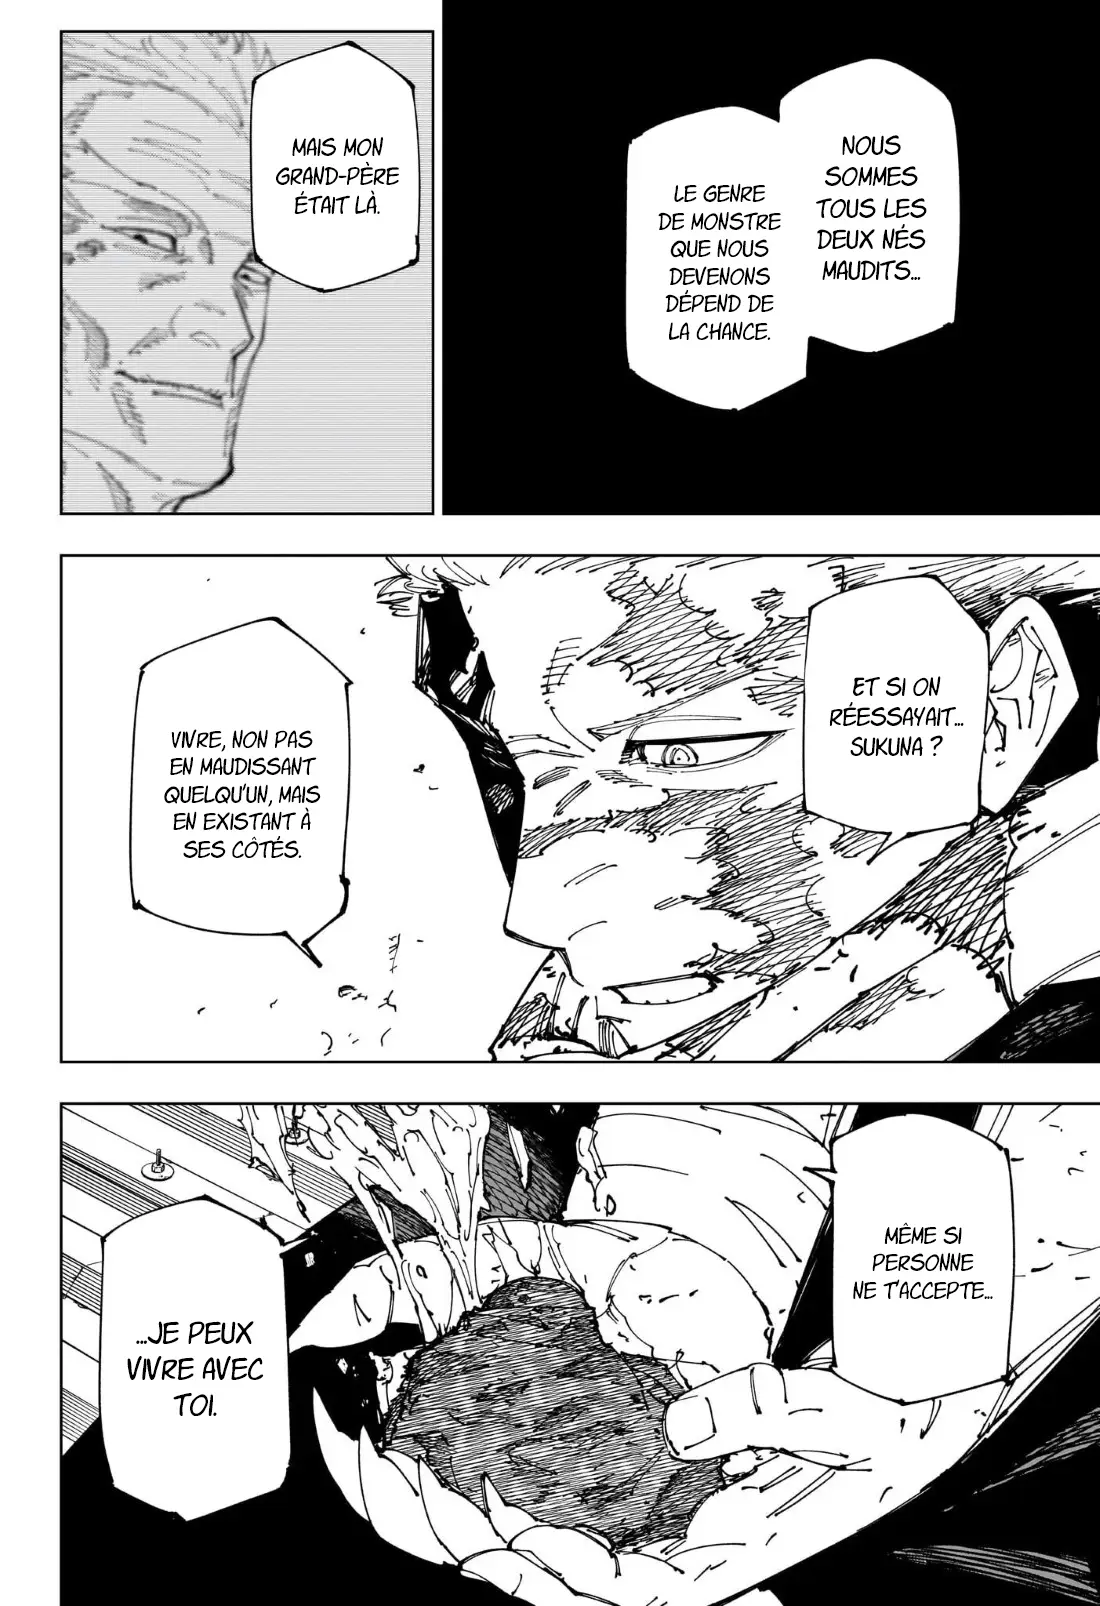 NOUS
SOMMES
TOUS LES
DEUX NÉS
MAUDITS...
LE GENRE
DE MONSTRE
QUE NOUS
DEVENONS
DÉPEND DE
LA CHANCE.
MAIS MON
GRAND-PÈRE
ÉTAIT LÀ.
ET SI ON
RÉESSAYAIT...
SUKUNA ?
VIVRE, NON PAS
EN MAUDISSANT
QUELQU'UN, MAIS
EN EXISTANT À
SES CÔTÉS.
MÊME SI
PERSONNE
NE T'ACCEPTE...
...JE PEUX
VIVRE AVEC
TOI.